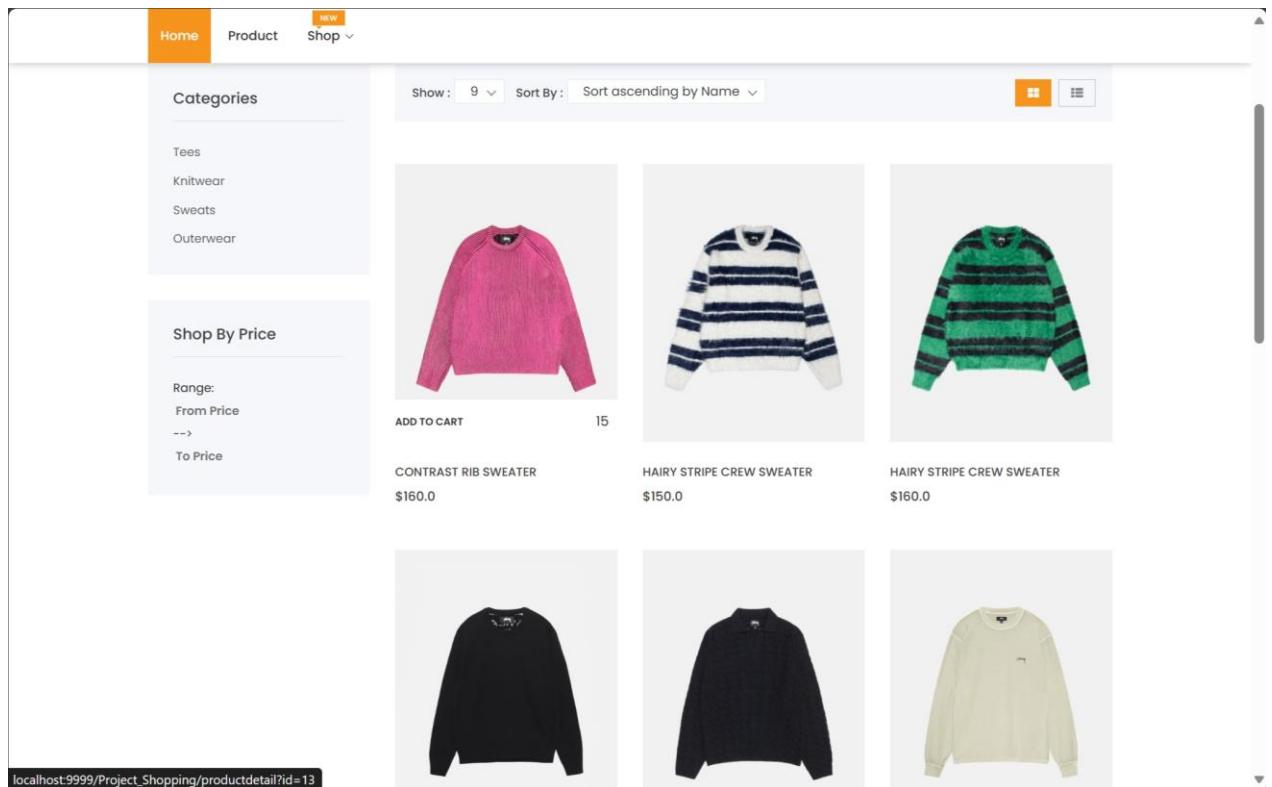 NEW
Home Product Shop
Categories
Tees
Knitwear
Sweats
Outerwear
Shop By Price
Range:
From Price
-->
To Price
Show : 9 Sort By : Sort ascending by Name
ADD TO CART 15
CONTRAST RIB SWEATER
$160.0
HAIRY STRIPE CREW SWEATER
$150.0
HAIRY STRIPE CREW SWEATER
$160.0
localhost:9999/Project_Shopping/productdetail?id=13